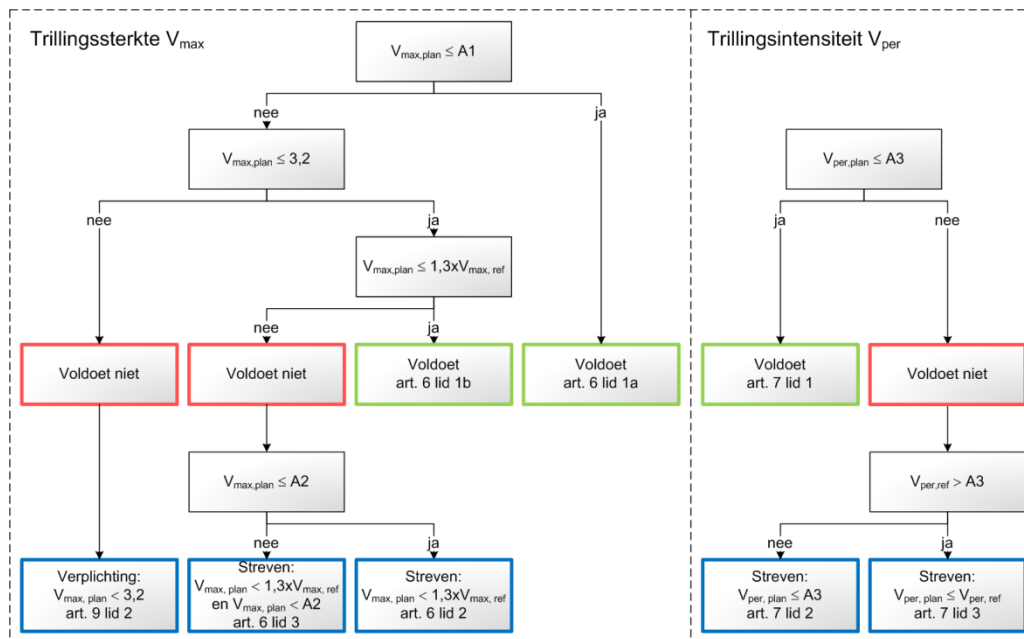 Trillingssterkte Vmax
Vmax,plan ≤ A1
nee
ja
Vmax,plan ≤ 3,2
nee
ja
Vmax,plan ≤ 1,3xVmax, ref
nee
ja
Voldoet niet
Voldoet niet
Voldoet
art. 6 lid 1b
Voldoet
art. 6 lid 1a
Vmax,plan ≤ A2
nee
ja
Verplichting:
Vmax, plan < 3,2
art. 9 lid 2
Streven:
Vmax, plan < 1,3xVmax, ref
en Vmax, plan < A2
art. 6 lid 3
Streven:
Vmax, plan < 1,3xVmax, ref
art. 6 lid 2
Trillingsintensiteit Vper
Vper,plan ≤ A3
ja
nee
Voldoet
art. 7 lid 1
Voldoet niet
Vper,ref > A3
nee
ja
Streven:
Vper, plan ≤ A3
art. 7 lid 2
Streven:
Vper, plan ≤ Vper, ref
art. 7 lid 3